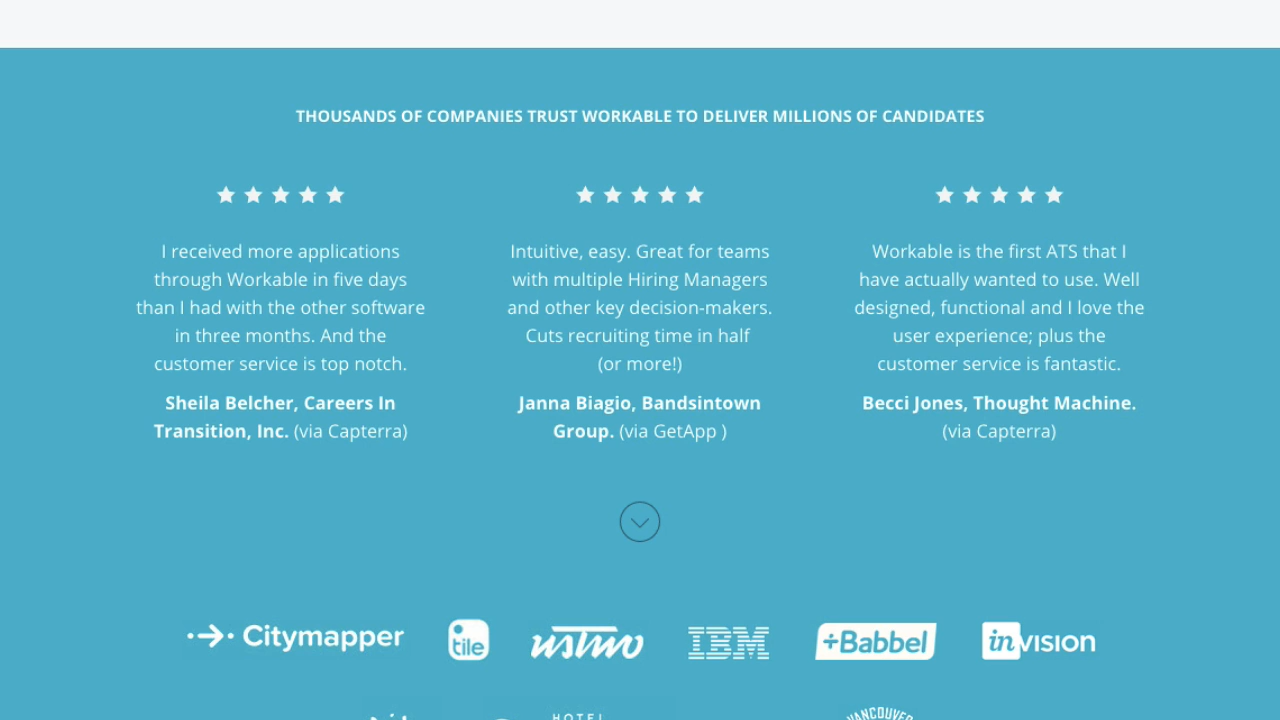 THOUSANDS OF COMPANIES TRUST WORKABLE TO DELIVER MILLIONS OF CANDIDATES
I received more applications
through Workable in five days
than I had with the other software
in three months. And the
customer service is top notch.
Sheila Belcher, Careers In
Transition, Inc. (via Capterra)
Intuitive, easy. Great for teams
with multiple Hiring Managers
and other key decision-makers.
Cuts recruiting time in half
(or more!)
Janna Biagio, Bandsintown
Group. (via GetApp )
Workable is the first ATS that I
have actually wanted to use. Well
designed, functional and I love the
user experience; plus the
customer service is fantastic.
Becci Jones, Thought Machine.
(via Capterra)
Citymapper
tile
ustwo
IBM
+Babbel
inVISION
HOTEL
VANCOUVER